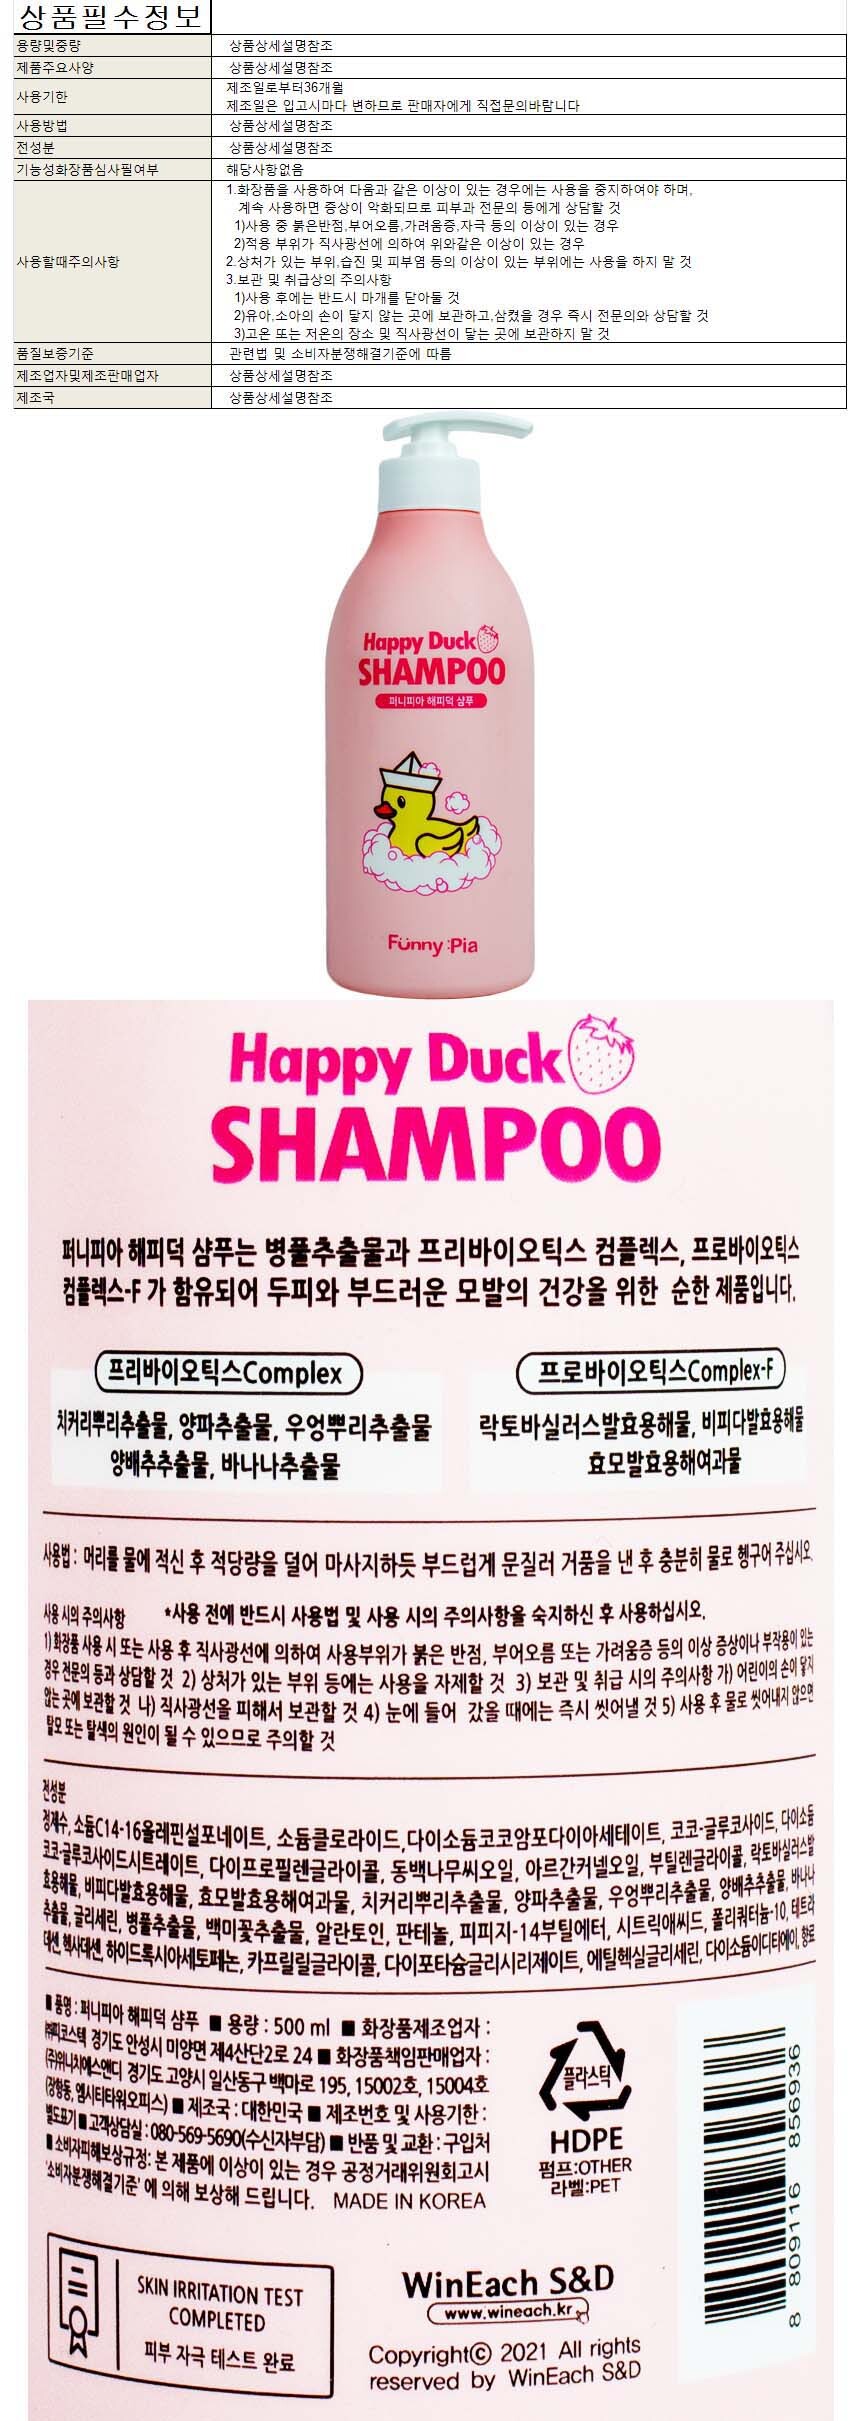 상품필수정보
용량및중량 상품상세설명참조
제품주요사양 상품상세설명참조
사용기한 제조일로부터36개월
제조일은 입고시마다 변하므로 판매자에게 직접문의바람니다
사용방법 상품상세설명참조
전성분 상품상세설명참조
기능성화장품심사필여부 해당사항없음
사용할때주의사항
1.화장품을 사용하여 다음과 같은 이상이 있는 경우에는 사용을 중지하여야 하며,
계속 사용하면 증상이 악화되므로 피부과 전문의 등에게 상담할 것
1)사용 중 붉은반점,부어오름,가려움증,자극 등의 이상이 있는 경우
2)적용 부위가 직사광선에 의하여 위와같은 이상이 있는 경우
2.상처가 있는 부위,습진 및 피부염 등의 이상이 있는 부위에는 사용을 하지 말 것
3.보관 및 취급상의 주의사항
1)사용 후에는 반드시 마개를 닫아둘 것
2)유아,소아의 손이 닿지 않는 곳에 보관하고,삼켰을 경우 즉시 전문의와 상담할 것
3)고온 또는 저온의 장소 및 직사광선이 닿는 곳에 보관하지 말 것
품질보증기준 관련법 및 소비자분쟁해결기준에 따름
제조업자및제조판매업자 상품상세설명참조
제조국 상품상세설명참조
Happy Duck
SHAMPOO
퍼니피아 해피덕 샴푸
Funny:Pia
Happy Duck
SHAMPOO
퍼니피아 해피덕 샴푸는 병풀추출물과 프리바이오틱스 컴플렉스, 프로바이오틱스
컴플렉스-F 가 함유되어 두피와 부드러운 모발의 건강을 위한 순한 제품입니다.
프리바이오틱스Complex
치커리뿌리추출물, 양파추출물, 우엉뿌리추출물
양배추추출물, 바나나추출물
프로바이오틱스Complex-F
락토바실러스발효용해물, 비피다발효용해물
효모발효용해여과물
사용법 : 머리를 물에 적신 후 적당량을 덜어 마사지하듯 부드럽게 문질러 거품을 낸 후 충분히 물로 헹구어 주십시오.
사용 시의 주의사항 *사용 전에 반드시 사용법 및 사용 시의 주의사항을 숙지하신 후 사용하십시오.
1) 화장품 사용 시 또는 사용 후 직사광선에 의하여 사용부위가 붉은 반점, 부어오름 또는 가려움증 등의 이상 증상이나 부작용이 있는
경우 전문의 등과 상담할 것 2) 상처가 있는 부위 등에는 사용을 자제할 것 3) 보관 및 취급 시의 주의사항 가) 어린이의 손이 닿지
않는 곳에 보관할 것 나) 직사광선을 피해서 보관할 것 4) 눈에 들어 갔을 때에는 즉시 씻어낼 것 5) 사용 후 물로 씻어내지 않으면
탈모 또는 탈색의 원인이 될 수 있으므로 주의할 것
전성분
정제수, 소듐C14-16올레핀설포네이트, 소듐클로라이드,다이소듐코코암포다이아세테이트, 코코-글루코사이드, 다이소듐
코코-글루코사이드시트레이트, 다이프로필렌글라이콜, 동백나무씨오일, 아르간커넬오일, 부틸렌글라이콜, 락토바실러스발
효용해물, 비피다발효용해물, 효모발효용해여과물, 치커리뿌리추출물, 양파추출물, 우엉뿌리추출물, 양배추추출물, 바나나
추출물, 글리세린, 병풀추출물, 백미꽃추출물, 알란토인, 판테놀, 피피지-14부틸에터, 시트릭애씨드, 폴리쿼터늄-10, 테트라
데센, 헥사데센, 하이드록시아세토페논, 카프릴릴글라이콜, 다이포타슘글리시리제이트, 에틸헥실글리세린, 다이소듐이디티에이, 향료
■ 품명 : 퍼니피아 해피덕 샴푸 ■ 용량 : 500 ml ■ 화장품제조업자 :
㈜피코스텍 경기도 안성시 미양면 제4산단2로 24 ■ 화장품책임판매업자 :
(주)위니치에스앤디 경기도 고양시 일산동구 백마로 195, 15002호, 15004호
(장항동, 엠시티타워오피스) ■ 제조국 : 대한민국 ■ 제조번호 및 사용기한 :
별도표기 ■ 고객상담실 : 080-569-5690(수신자부담) ■ 반품 및 교환 : 구입처
■ 소비자피해보상규정: 본 제품에 이상이 있는 경우 공정거래위원회고시
'소비자분쟁해결기준' 에 의해 보상해 드립니다. MADE IN KOREA
플라스틱
HDPE
펌프:OTHER
라벨:PET
8 809116 856936
SKIN IRRITATION TEST
COMPLETED
피부 자극 테스트 완료
WinEach S&D
www.wineach.kr
Copyright© 2021 All rights
reserved by WinEach S&D